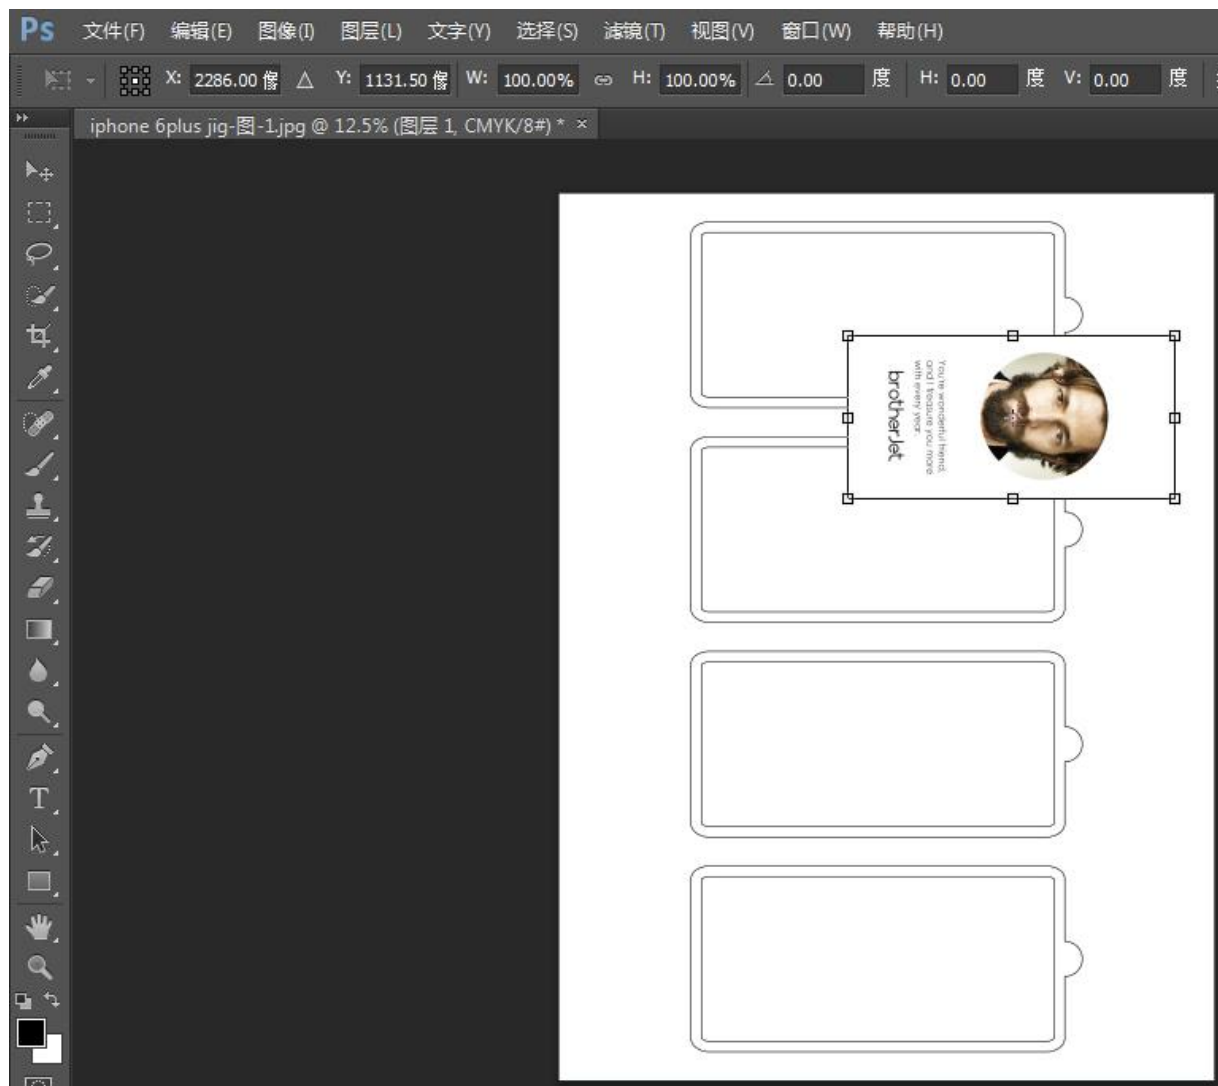 Ps 文件(F) 编辑(E) 图像(I) 图层(L) 文字(Y) 选择(S) 滤镜(T) 视图(V) 窗口(W) 帮助(H)
X: 2286.00 像 Y: 1131.50 像 W: 100.00% H: 100.00% 0.00 度 H: 0.00 度 V: 0.00 度
iphone 6plus jig-图-1.jpg @ 12.5% (图层 1, CMYK/8#) * ×
You're wonderful friend,
and I treasure you more
with every year.
brotherJet
T